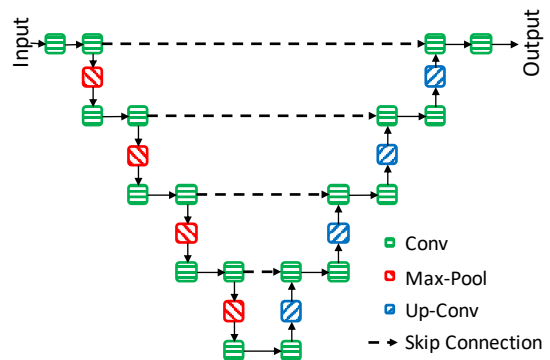 Input
Output
Conv
Max-Pool
Up-Conv
Skip Connection